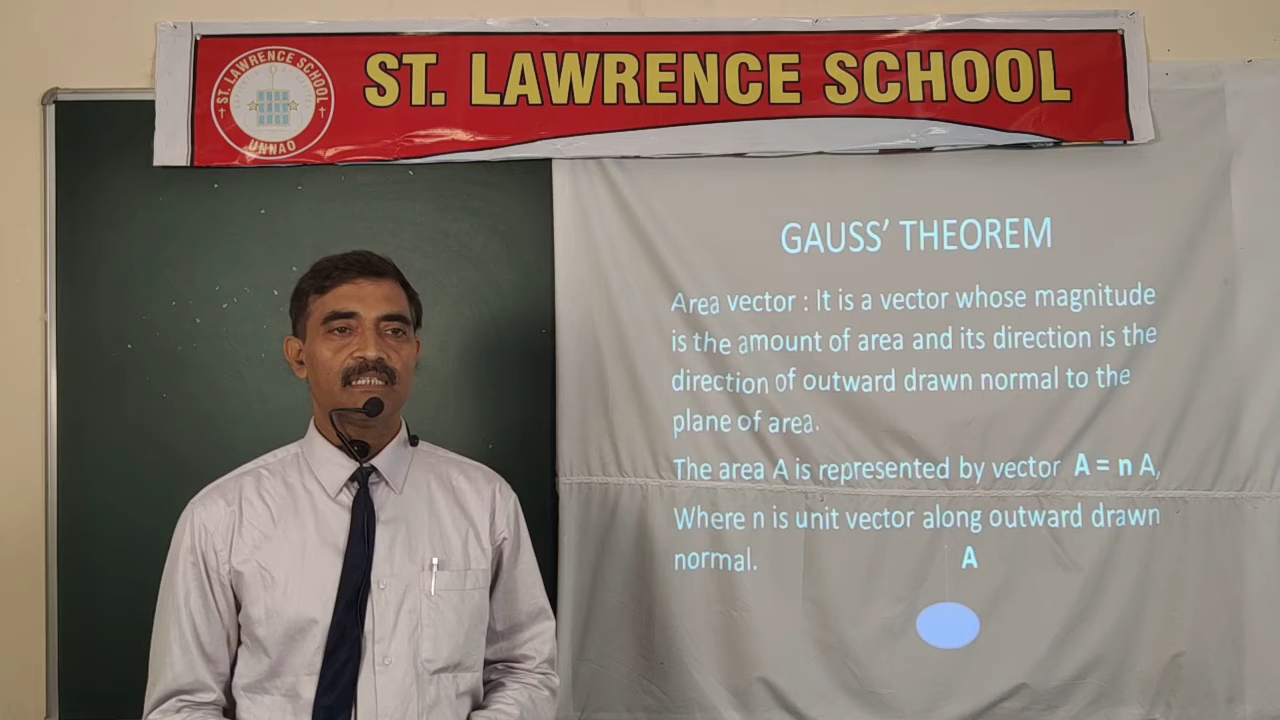 ST. LAWRENCE SCHOOL
ST. LAWRENCE SCHOOL
UNNAO
GAUSS’ THEOREM
Area vector : It is a vector whose magnitude
is the amount of area and its direction is the
direction of outward drawn normal to the
plane of area.
The area A is represented by vector A = n A,
Where n is unit vector along outward drawn
normal.
A